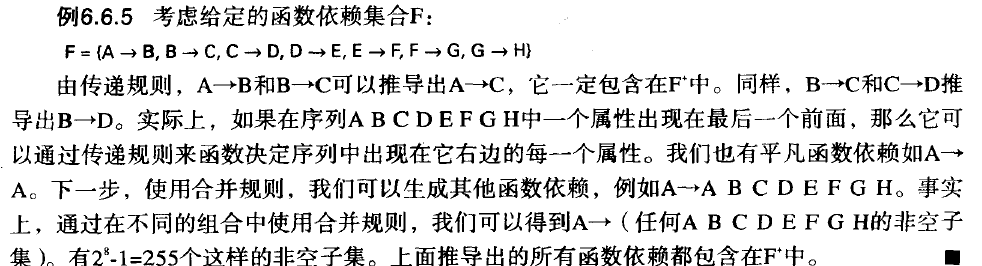 例6.6.5 考虑给定的函数依赖集合F：
F = {A → B, B → C, C → D, D → E, E → F, F → G, G → H}
由传递规则，A→B和B→C可以推导出A→C，它一定包含在F⁺中。同样，B→C和C→D推
导出B→D。实际上，如果在序列A B C D E F G H中一个属性出现在最后一个前面，那么它可
以通过传递规则来函数决定序列中出现在它右边的每一个属性。我们也有平凡函数依赖如A→
A。下一步，使用合并规则，我们可以生成其他函数依赖，例如A→A B C D E F G H。事实
上，通过在不同的组合中使用合并规则，我们可以得到A→（任何A B C D E F G H的非空子
集）。有2⁸-1=255个这样的非空子集。上面推导出的所有函数依赖都包含在F⁺中。 ■